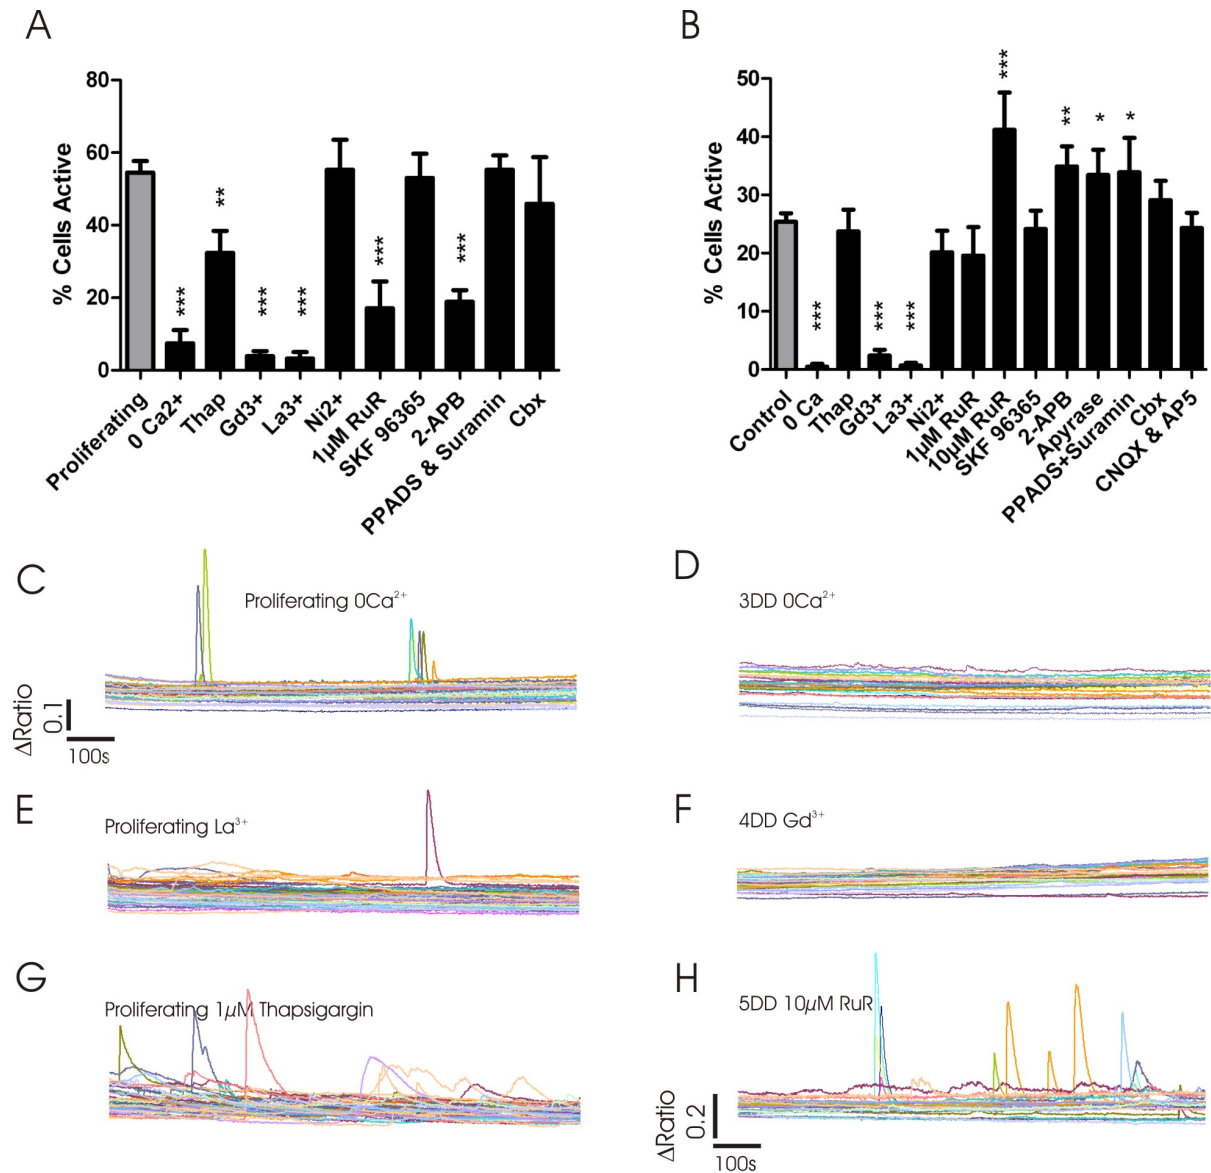 A
80
60
40
20
0
% Cells Active
***
**
***
***
***
***
Proliferating
0 Ca2+
Thap
Gd3+
La3+
Ni2+
1µM RuR
SKF 96365
2-APB
PPADS & Suramin
Cbx
B
50
40
30
20
10
0
% Cells Active
***
***
***
***
**
*
*
Control
0 Ca
Thap
Gd3+
La3+
Ni2+
1µM RuR
10µM RuR
SKF 96365
2-APB
Apyrase
PPADS+Suramin
Cbx
CNQX & AP5
C
Proliferating 0Ca²⁺
ΔRatio
0.1
100s
D
3DD 0Ca²⁺
E
Proliferating La³⁺
F
4DD Gd³⁺
G
Proliferating 1µM Thapsigargin
H
5DD 10µM RuR
ΔRatio
0.2
100s